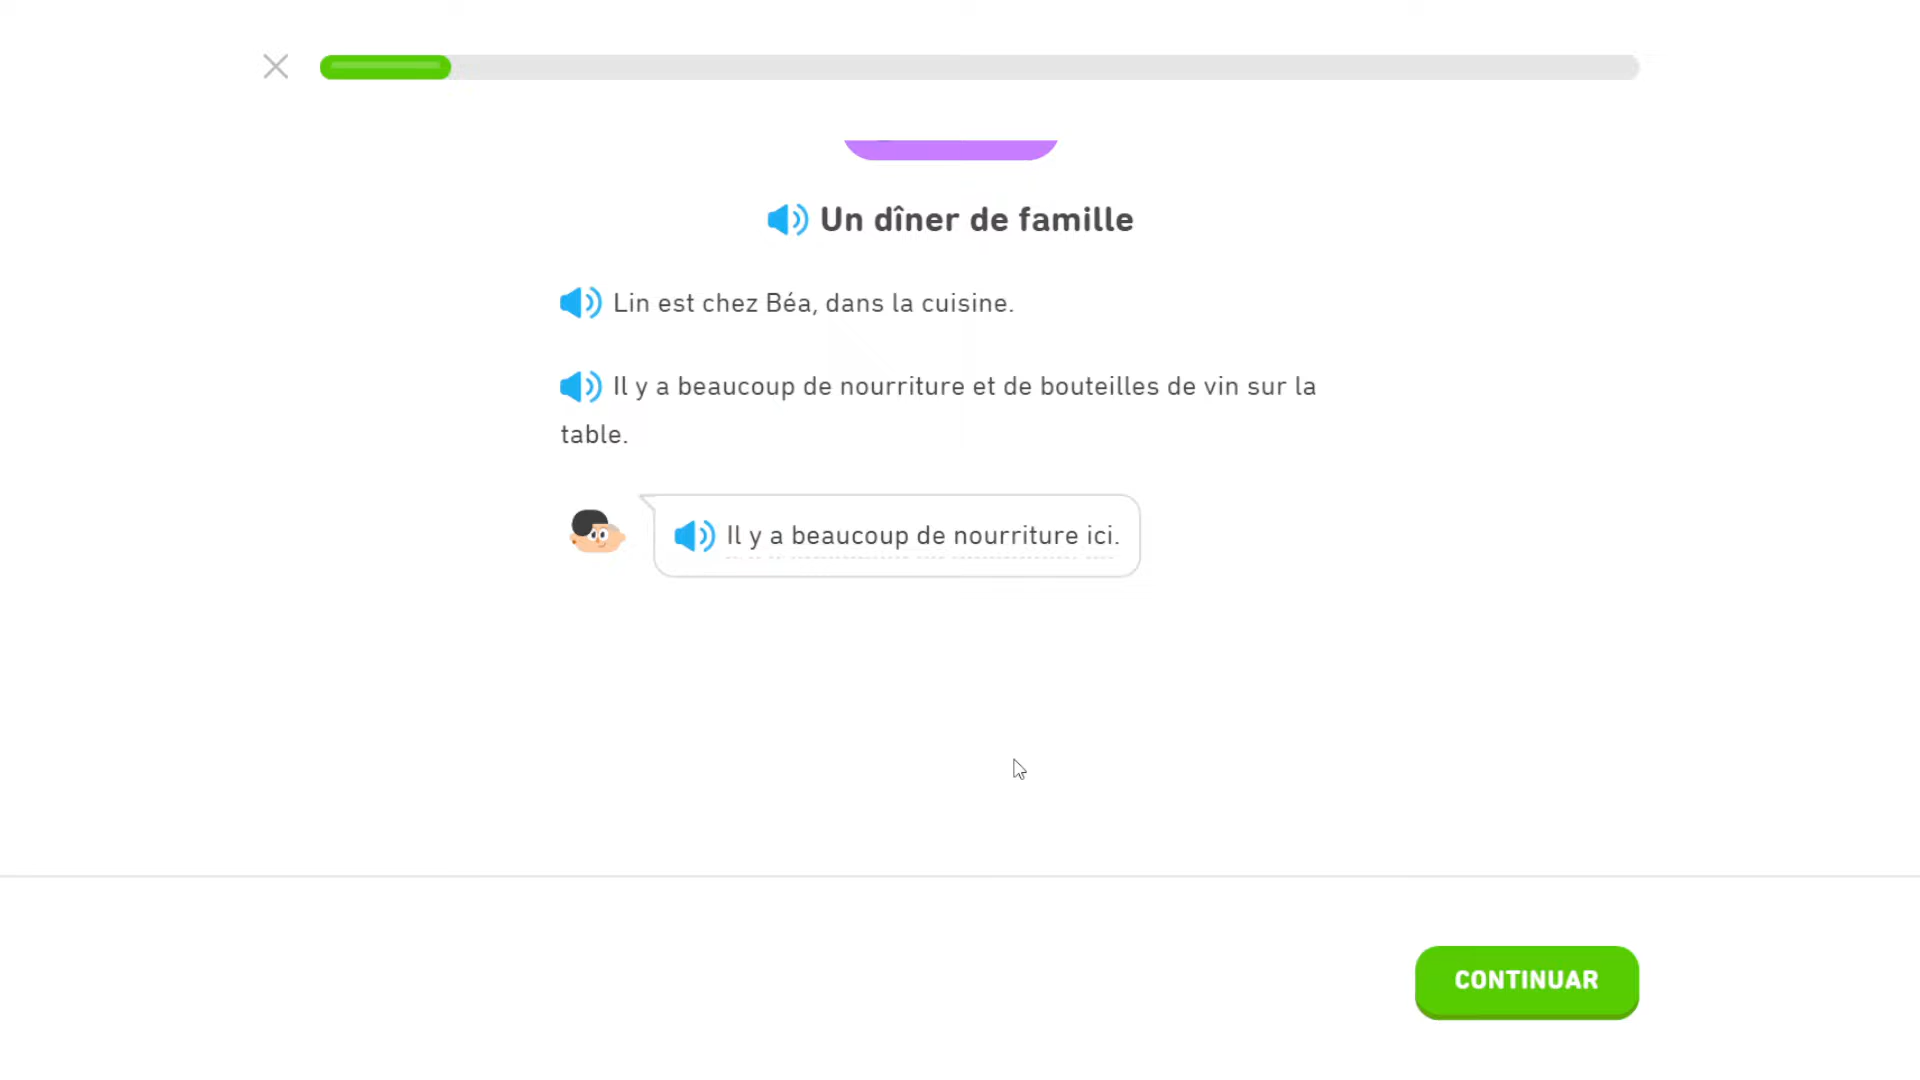 Un dîner de famille
Lin est chez Béa, dans la cuisine.
Il y a beaucoup de nourriture et de bouteilles de vin sur la
table.
Il y a beaucoup de nourriture ici.
CONTINUAR